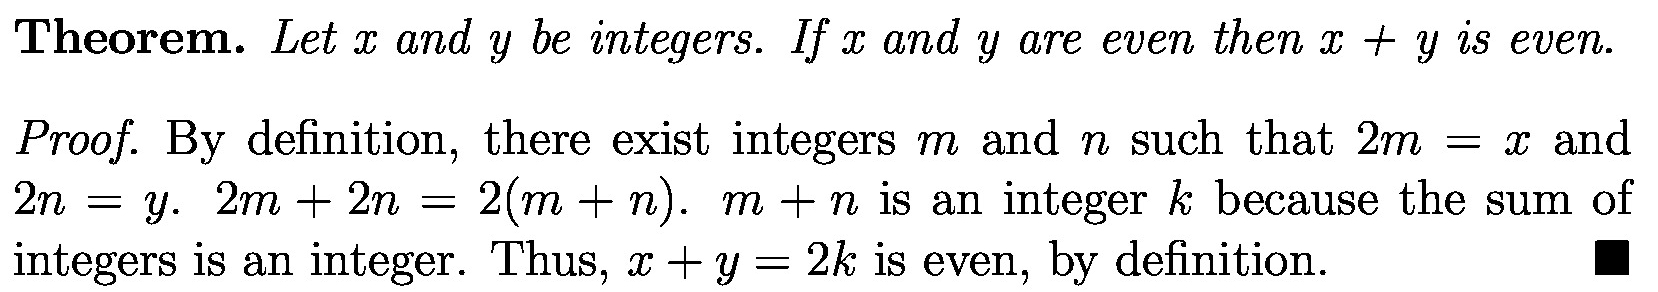 Theorem. Let x and y be integers. If x and y are even then x + y is even.
Proof. By definition, there exist integers m and n such that 2m = x and
2n = y. 2m + 2n = 2(m + n). m + n is an integer k because the sum of
integers is an integer. Thus, x + y = 2k is even, by definition. ■